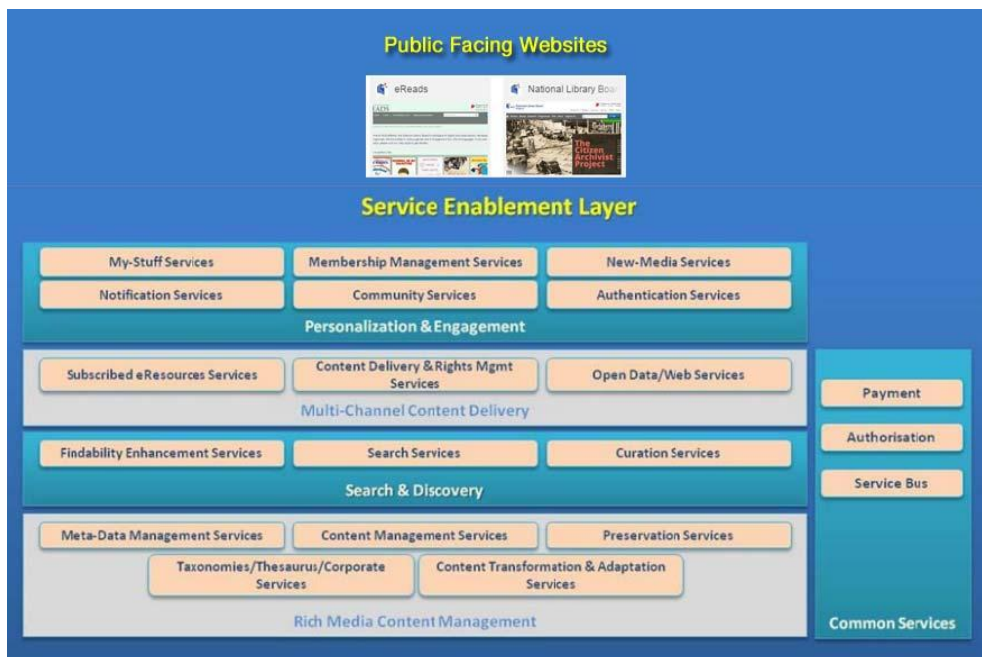 Public Facing Websites
eReads
National Library Boar
EADS
The
Citizen
Archivist
Project
Service Enablement Layer
My-Stuff Services
Membership Management Services
New-Media Services
Notification Services
Community Services
Authentication Services
Personalization & Engagement
Subscribed eResources Services
Content Delivery & Rights Mgmt
Services
Open Data/Web Services
Multi-Channel Content Delivery
Findability Enhancement Services
Search Services
Curation Services
Search & Discovery
Meta-Data Management Services
Content Management Services
Preservation Services
Taxonomies/Thesaurus/Corporate
Services
Content Transformation & Adaptation
Services
Rich Media Content Management
Payment
Authorisation
Service Bus
Common Services